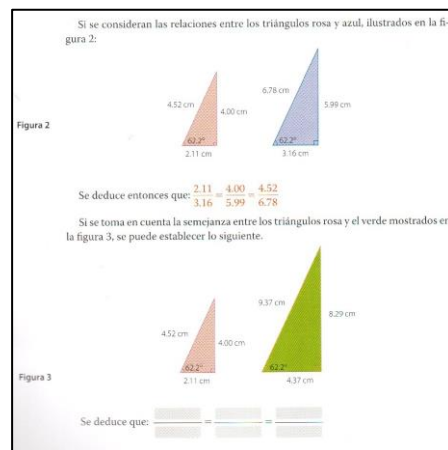 Si se consideran las relaciones entre los triángulos rosa y azul, ilustrados en la fi-
gura 2:
4.52 cm
4.00 cm
62.2°
2.11 cm
6.78 cm
5.99 cm
62.2°
3.16 cm
Figura 2
Se deduce entonces que: 2.11/3.16 = 4.00/5.99 = 4.52/6.78
Si se toma en cuenta la semejanza entre los triángulos rosa y el verde mostrados en
la figura 3, se puede establecer lo siguiente.
4.52 cm
4.00 cm
62.2°
2.11 cm
9.37 cm
8.29 cm
62.2°
4.37 cm
Figura 3
Se deduce que: = =